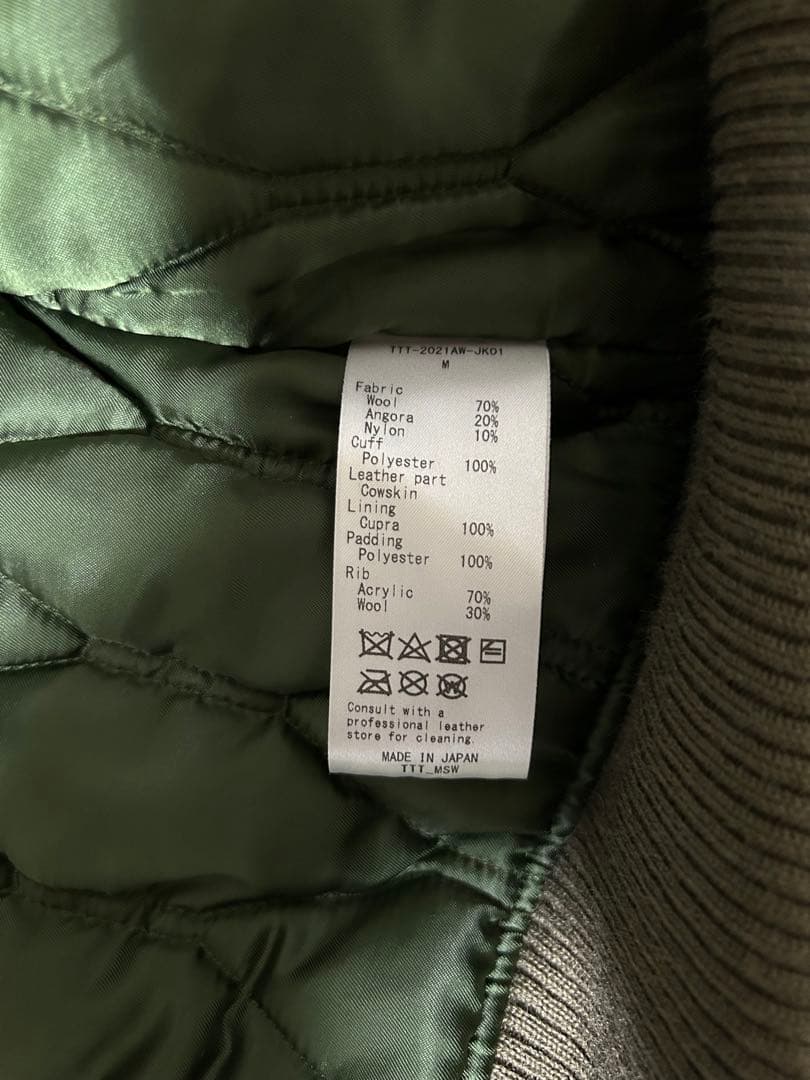 TTT-2021AW-JK01
M
Fabric
Wool 70%
Angora 20%
Nylon 10%
Cuff
Polyester 100%
Leather part
Cowskin
Lining
Cupra 100%
Padding
Polyester 100%
Rib
Acrylic 70%
Wool 30%
W
Consult with a
professional leather
store for cleaning.
MADE IN JAPAN
TTT_MSW